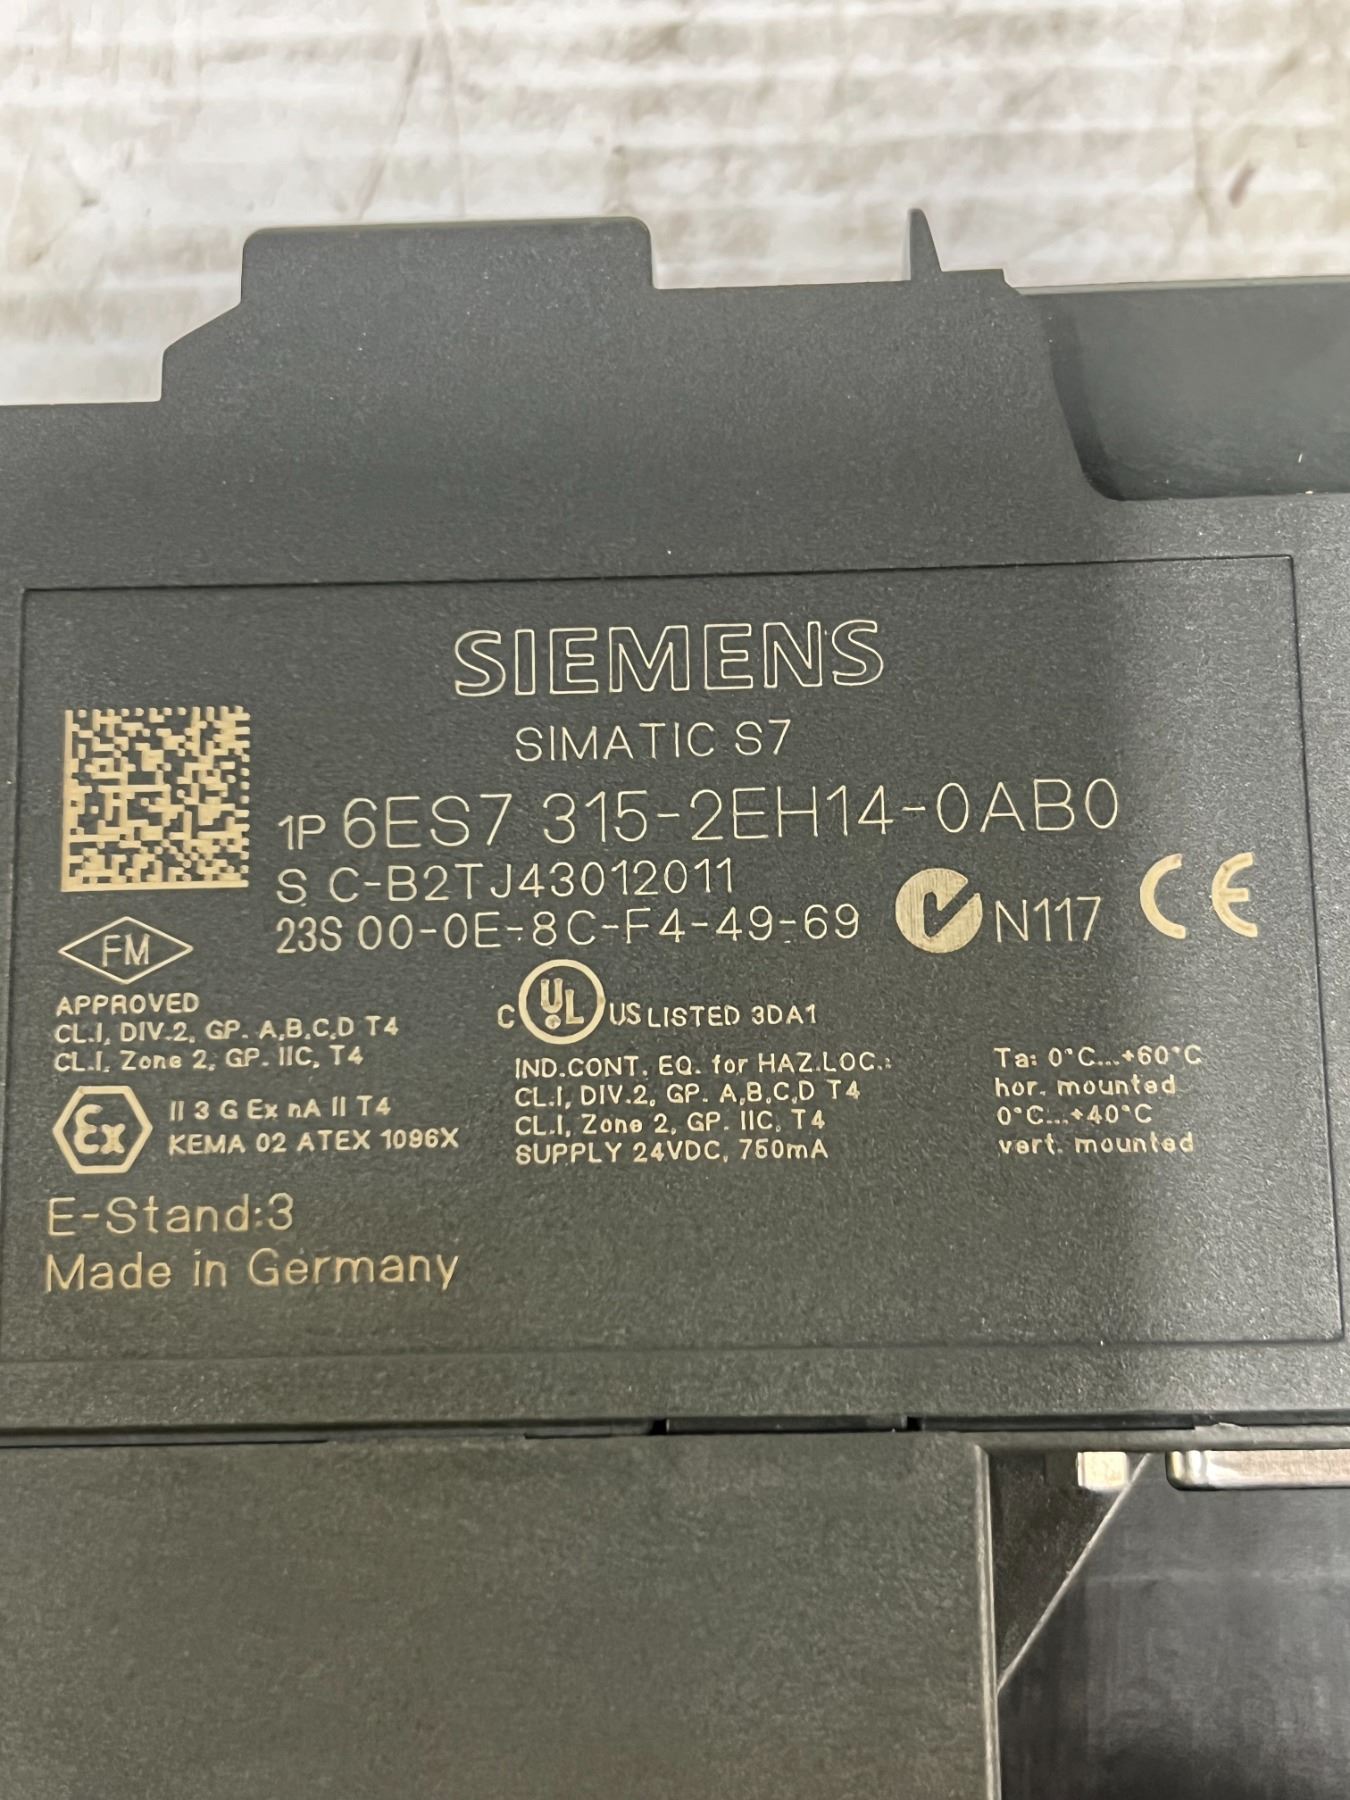 SIEMENS
SIMATIC S7
1P 6ES7 315-2EH14-0AB0
S C-B2TJ43012011
23S 00-0E-8C-F4-49-69
N117 CE
FM
APPROVED
CL.I, DIV.2, GP. A,B,C,D T4
CL.I, Zone 2, GP. IIC, T4
Ex
II 3 G Ex nA II T4
KEMA 02 ATEX 1096X
C UL US LISTED 3DA1
IND.CONT. EQ. for HAZ.LOC.:
CL.I, DIV.2, GP. A,B,C,D T4
CL.I, Zone 2, GP. IIC, T4
SUPPLY 24VDC, 750mA
Ta: 0°C...+60°C
hor. mounted
0°C...+40°C
vert. mounted
E-Stand:3
Made in Germany